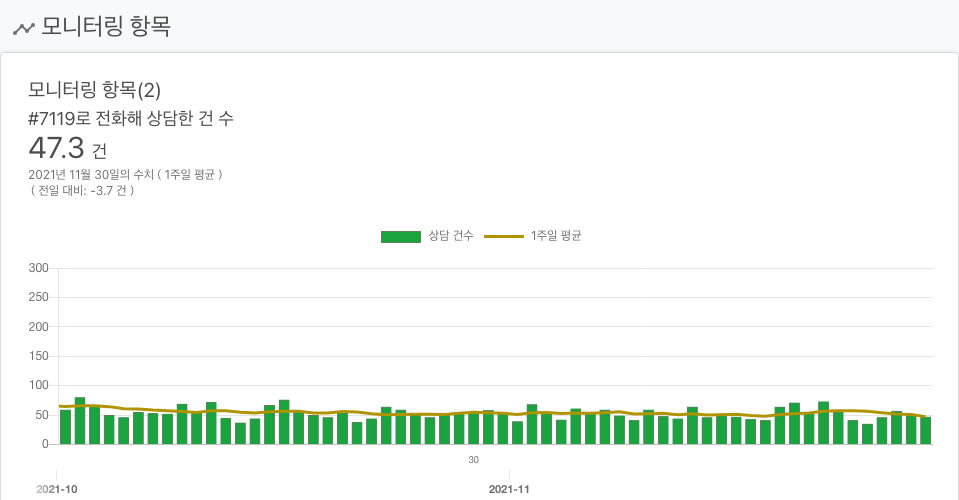 모니터링 항목
모니터링 항목(2)
#7119로 전화해 상담한 건 수
47.3 건
2021년 11월 30일의 수치 ( 1주일 평균 )
( 전일 대비: -3.7 건 )
상담 건수 1주일 평균
300
250
200
150
100
50
0
30
2021-10 2021-11